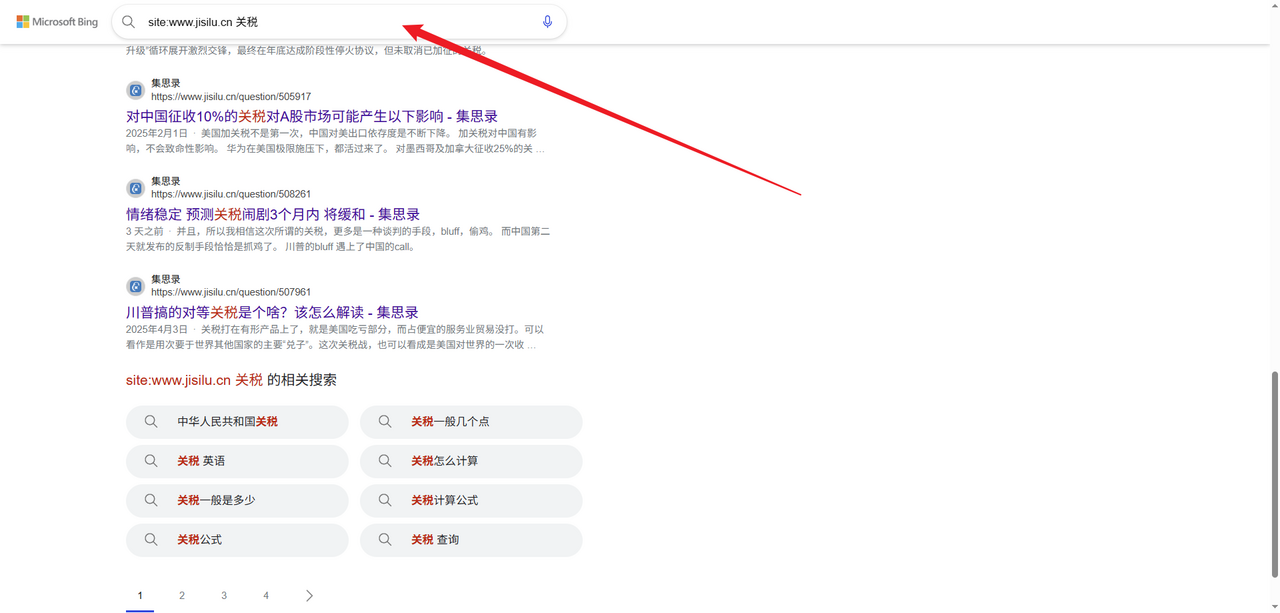 Microsoft Bing
site:www.jisilu.cn 关税
升级"循环展开激烈交锋，最终在年底达成阶段性停火协议，但未取消已加征的关税。
集思录
https://www.jisilu.cn/question/505917
对中国征收10%的关税对A股市场可能产生以下影响 - 集思录
2025年2月1日 · 美国加关税不是第一次，中国对美出口依存度是不断下降。 加关税对中国有影
响，不会致命性影响。 华为在美国极限施压下，都活过来了。 对墨西哥及加拿大征收25%的关 ...
集思录
https://www.jisilu.cn/question/508261
情绪稳定 预测关税闹剧3个月内 将缓和 - 集思录
3 天之前 · 并且，所以我相信这次所谓的关税，更多是一种谈判的手段，bluff，偷鸡。 而中国第二
天就发布的反制手段恰恰是抓鸡了。 川普的bluff 遇上了中国的call。
集思录
https://www.jisilu.cn/question/507961
川普搞的对等关税是个啥？该怎么解读 - 集思录
2025年4月3日 · 关税打在有形产品上了，就是美国吃亏部分，而占便宜的服务业贸易没打。可以
看作是用次要于世界其他国家的主要"兑子"。这次关税战，也可以看成是美国对世界的一次收 ...
site:www.jisilu.cn 关税 的相关搜索
中华人民共和国关税
关税一般几个点
关税 英语
关税怎么计算
关税一般是多少
关税计算公式
关税公式
关税 查询
1 2 3 4